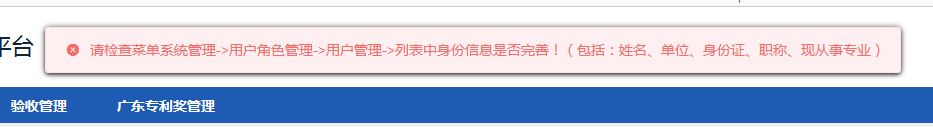 平台
请检查菜单系统管理->用户角色管理->用户管理->列表中身份信息是否完善！（包括：姓名、单位、身份证、职称、现从事专业）
验收管理 广东专利奖管理